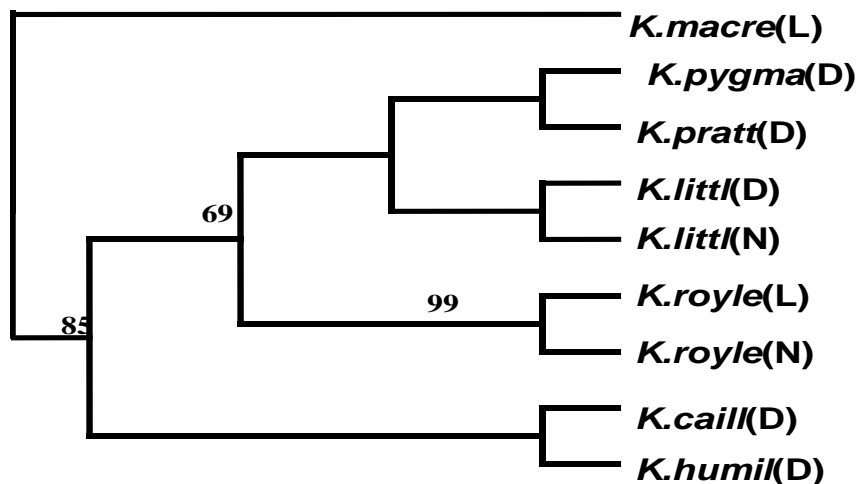 K.macre(L)
K.pygma(D)
K.pratt(D)
K.littl(D)
69
K.littl(N)
K.royle(L)
99
85
K.royle(N)
K.caill(D)
K.humil(D)